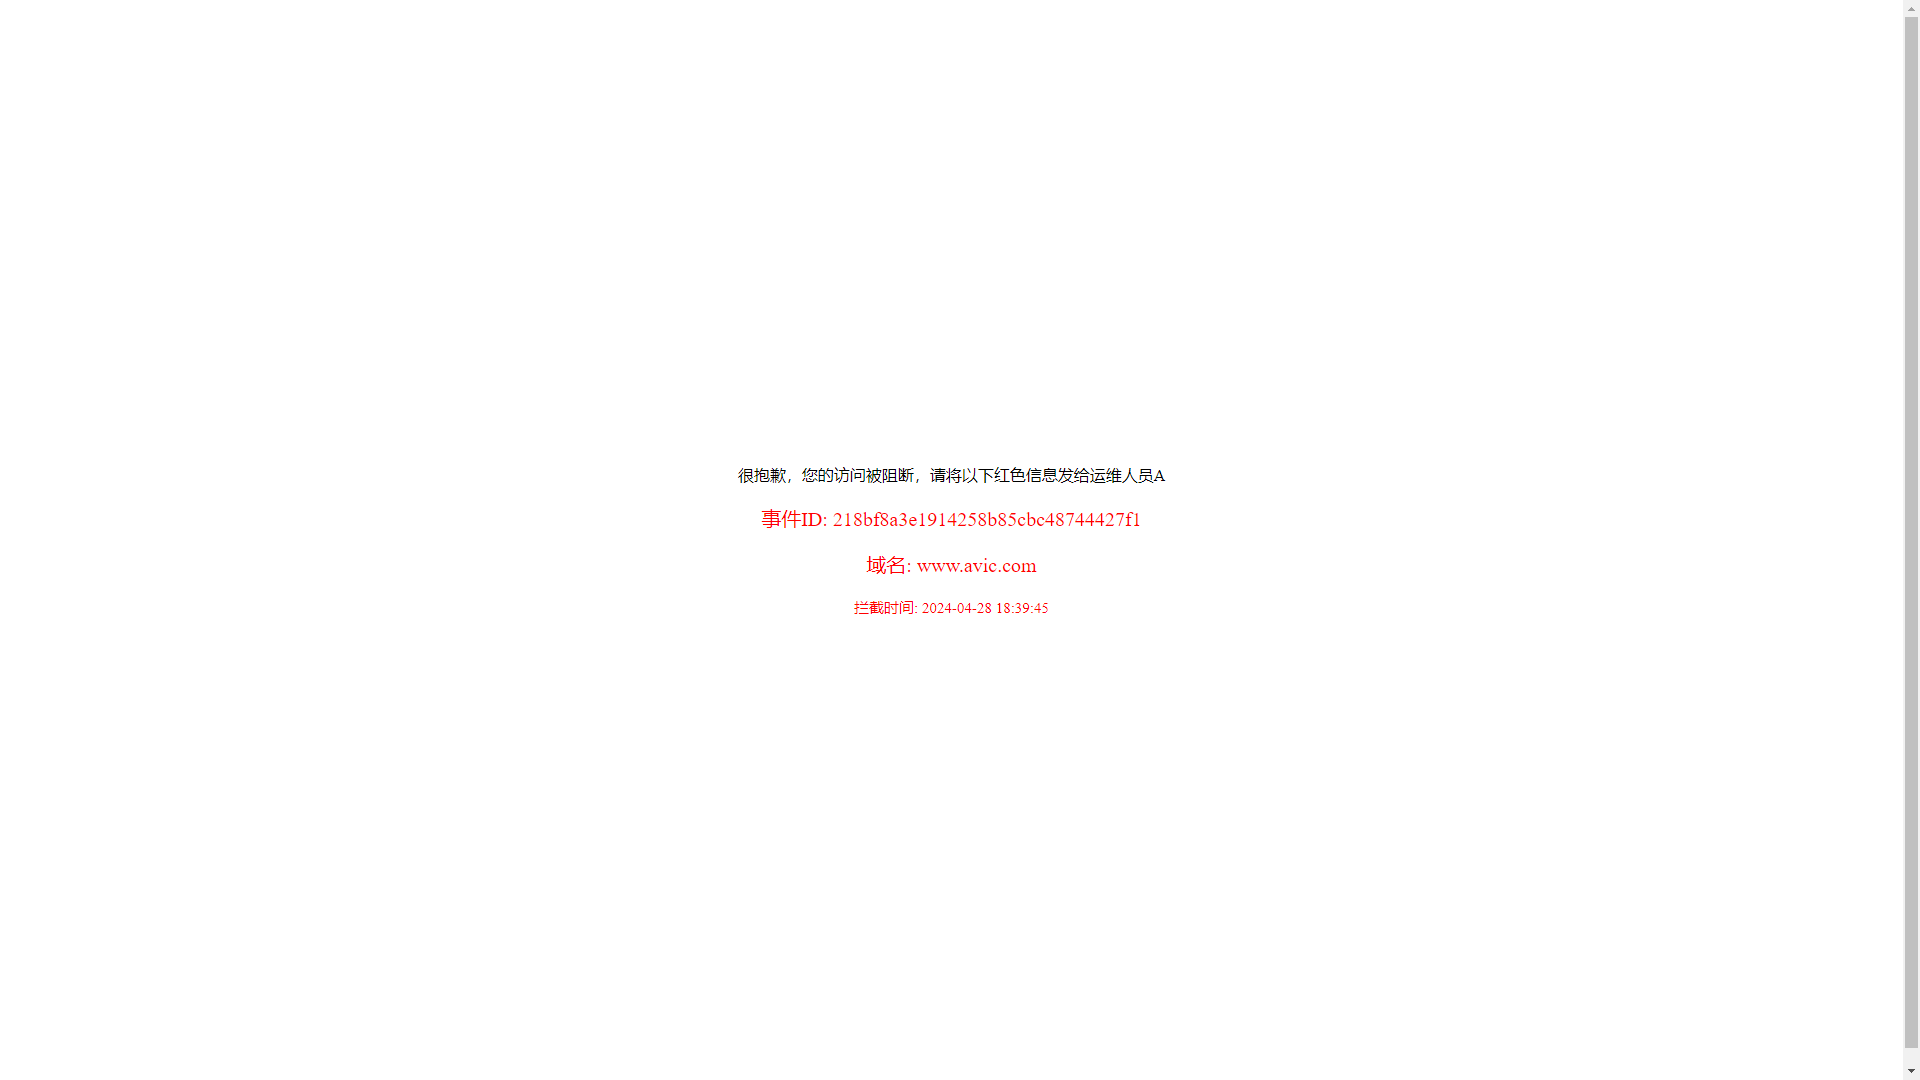 很抱歉，您的访问被阻断，请将以下红色信息发给运维人员A
事件ID: 218bf8a3e1914258b85cbc48744427f1
域名: www.avic.com
拦截时间: 2024-04-28 18:39:45